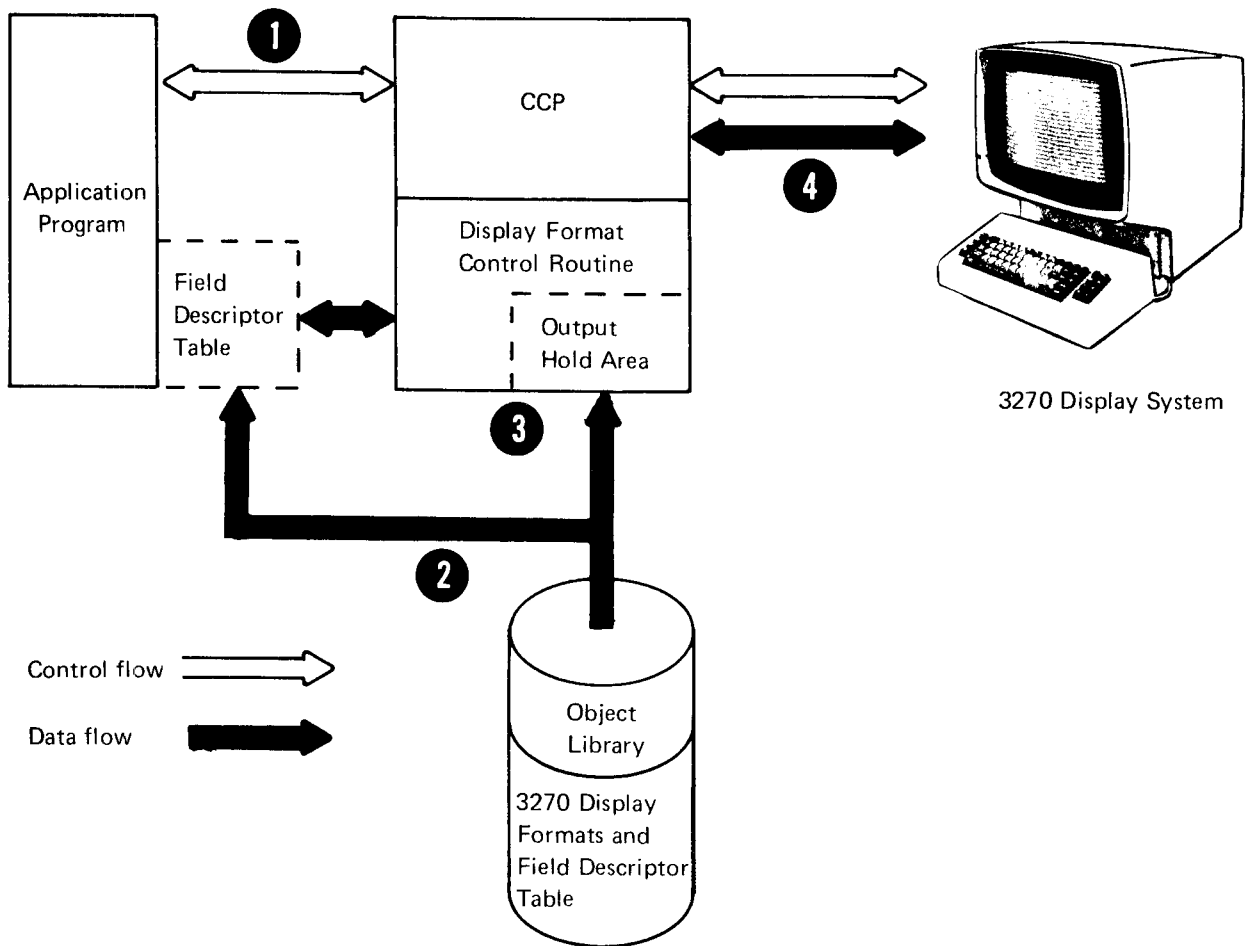 1
Application
Program
CCP
4
Field
Descriptor
Table
Display Format
Control Routine
Output
Hold Area
3
3270 Display System
2
Control flow
Data flow
Object
Library
3270 Display
Formats and
Field Descriptor
Table